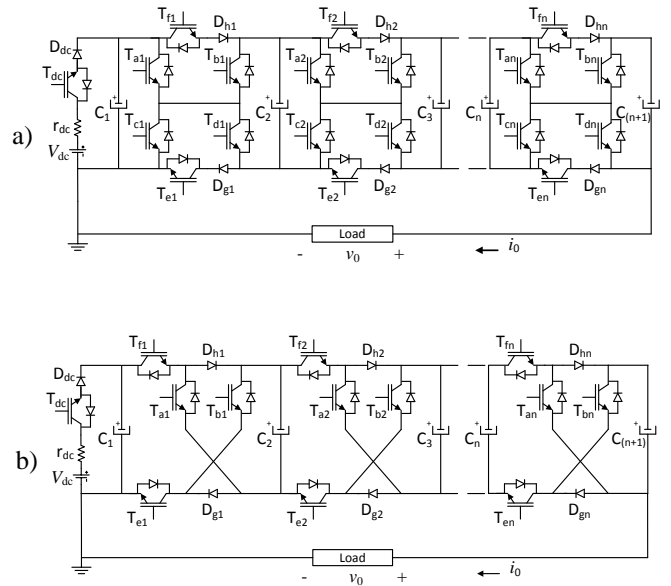 T_f1 D_h1 T_f2 D_h2 T_fn D_hn
D_dc T_a1 T_b1 T_a2 T_b2 T_an T_bn
T_dc
a) C_1 + C_2 + C_3 + C_n + C_(n+1) +
r_dc T_c1 T_d1 T_c2 T_d2 T_cn T_dn
V_dc +
D_g1 D_g2 D_gn
T_e1 T_e2 T_en
Load
- v_0 + i_0
T_f1 T_f2 T_fn
D_h1 D_h2 D_hn
D_dc
T_dc T_a1 T_b1 T_a2 T_b2 T_an T_bn
C_1 + C_2 + C_3 + C_n + C_(n+1) +
b) r_dc
V_dc +
D_g1 D_g2 D_gn
T_e1 T_e2 T_en
Load
- v_0 + i_0